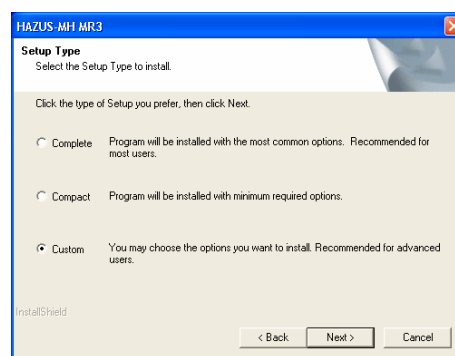 HAZUS-MH MR3
Setup Type
Select the Setup Type to install.
Click the type of Setup you prefer, then click Next.
Complete
Program will be installed with the most common options. Recommended for
most users.
Compact
Program will be installed with minimum required options.
Custom
You may choose the options you want to install. Recommended for advanced
users.
InstallShield
< Back
Next >
Cancel